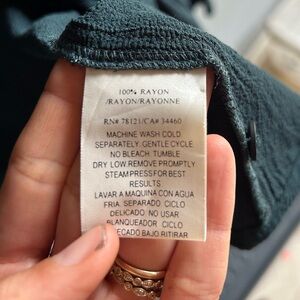 100% RAYON
/RAYON/RAYONNE
RN# 78121/CA# 34460
MACHINE WASH COLD
SEPARATELY. GENTLE CYCLE.
NO BLEACH. TUMBLE
DRY LOW REMOVE PROMPTLY
STEAM PRESS FOR BEST
RESULTS
LAVAR A MAQUINA CON AGUA
FRIA. SEPARADO. CICLO
DELICADO. NO USAR
BLANQUEADOR. CICLO
SECADO BAJO RETIRAR